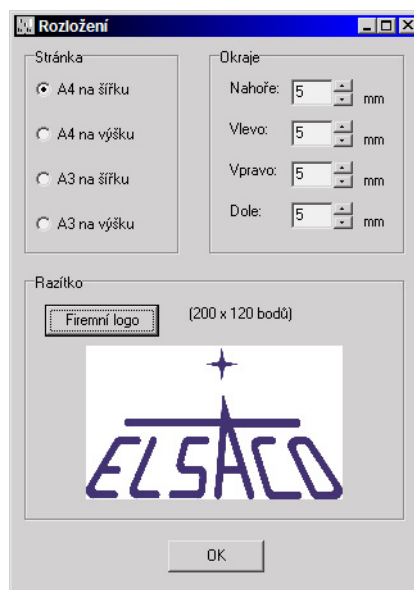 Rozložení
Stránka
A4 na šířku
A4 na výšku
A3 na šířku
A3 na výšku
Okraje
Nahoře: 5 mm
Vlevo: 5 mm
Vpravo: 5 mm
Dole: 5 mm
Razítko
Firemní logo (200 x 120 bodů)
ELSACO
OK